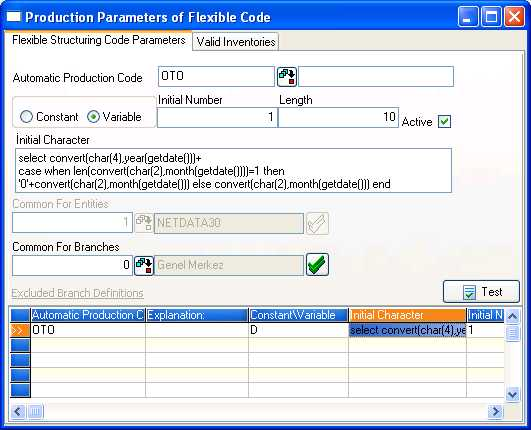 Production Parameters of Flexible Code
Flexible Structuring Code Parameters
Valid Inventories
Automatic Production Code
OTO
Constant
Variable
Initial Number
1
Length
10
Active
İnitial Character
select convert(char(4),year(getdate()))+
case when len(convert(char(2),month(getdate())))=1 then
'0'+convert(char(2),month(getdate())) else convert(char(2),month(getdate())) end
Common For Entities
1
NETDATA30
Common For Branches
0
Genel Merkez
Excluded Branch Definitions
Test
Automatic Production C Explanation: Constant\Variable Initial Character Initial N
>> OTO D select convert(char(4),ye 1